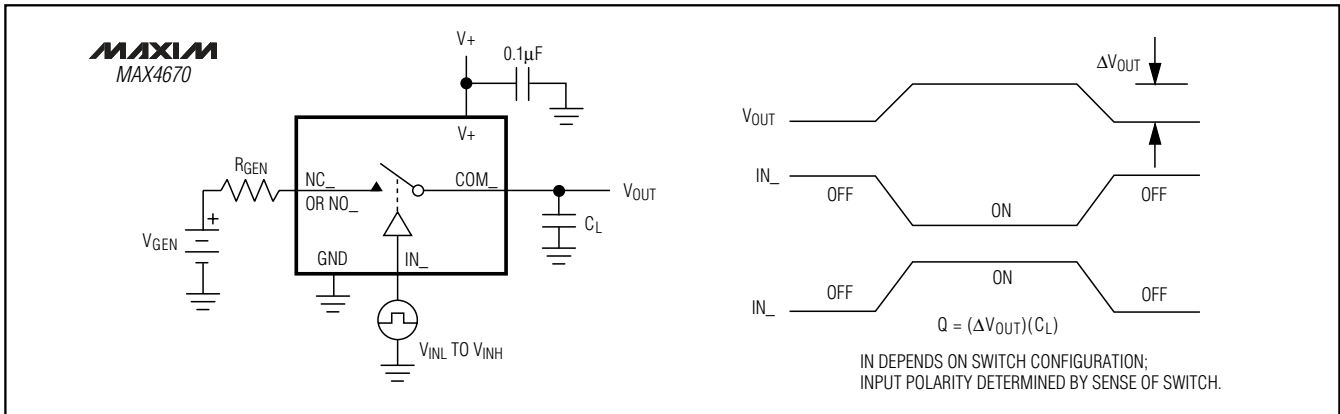 MAXIM
MAX4670
V+
0.1µF
V+
RGEN
NC_
OR NO_
COM_
VOUT
CL
VGEN
+
GND
IN_
VINL TO VINH
ΔVOUT
VOUT
IN_
OFF
ON
OFF
IN_
OFF
ON
OFF
Q = (ΔVOUT)(CL)
IN DEPENDS ON SWITCH CONFIGURATION;
INPUT POLARITY DETERMINED BY SENSE OF SWITCH.